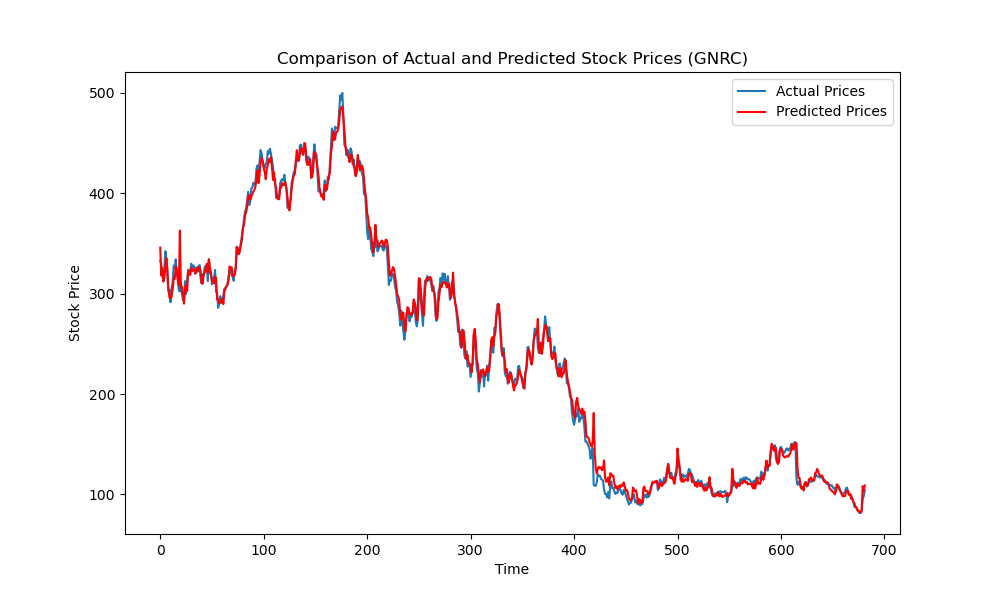 Comparison of Actual and Predicted Stock Prices (GNRC)
Actual Prices
Predicted Prices
Stock Price
500
400
300
200
100
0 100 200 300 400 500 600 700
Time